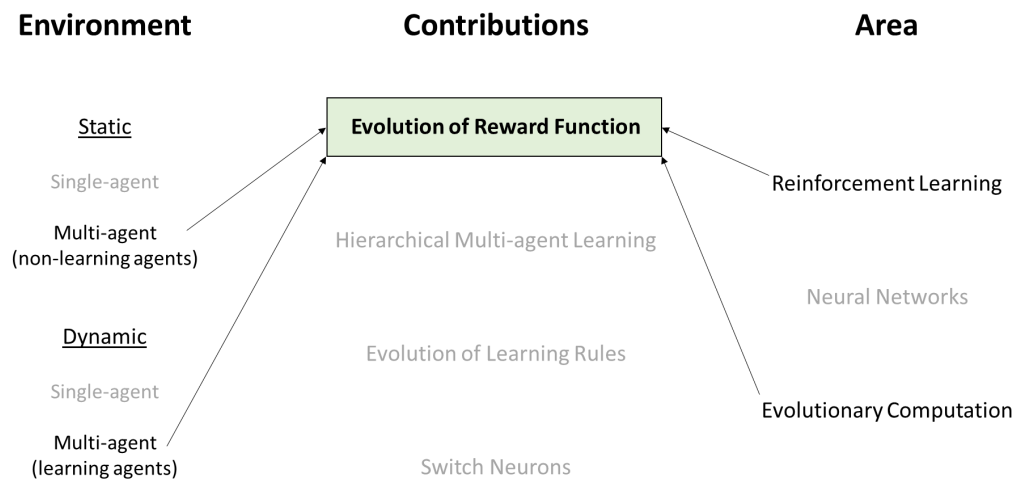 Environment
Contributions
Area
Static
Evolution of Reward Function
Single-agent
Reinforcement Learning
Multi-agent
(non-learning agents)
Hierarchical Multi-agent Learning
Neural Networks
Dynamic
Evolution of Learning Rules
Single-agent
Evolutionary Computation
Multi-agent
(learning agents)
Switch Neurons